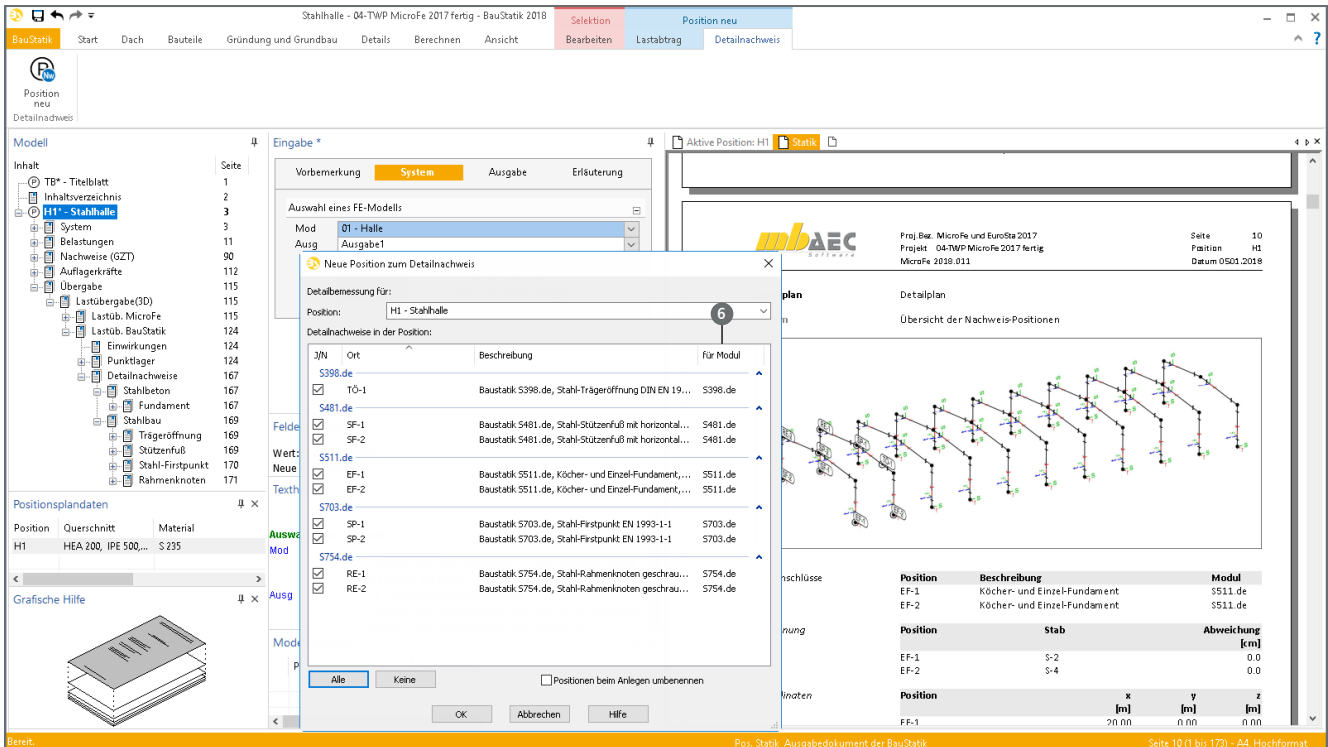 Stahlhalle - 04-TWP MicroFe 2017 fertig - BauStatik 2018
Selektion
Position neu
BauStatik Start Dach Bauteile Gründung und Grundbau Details Berechnen Ansicht Bearbeiten Lastabtrag Detailnachweis
?
Position
neu
Detailnachweis
Modell
Inhalt Seite
TB* - Titelblatt 1
Inhaltsverzeichnis 2
H1* - Stahlhalle 3
System 3
Belastungen 11
Nachweise (GZT) 90
Auflagerkräfte 112
Übergabe 115
Lastübergabe(3D) 115
Lastüb. MicroFe 115
Lastüb. BauStatik 124
Einwirkungen 124
Punktlager 124
Detailnachweise 167
Stahlbeton 167
Fundament 167
Stahlbau 169
Trägeröffnung 169
Stützenfuß 169
Stahl-Firstpunkt 170
Rahmenknoten 171
Positionsplandaten
Position Querschnitt Material
H1 HEA 200, IPE 500,... S 235
Grafische Hilfe
Eingabe *
Vorbemerkung System Ausgabe Erläuterung
Auswahl eines FE-Modells
Mod 01 - Halle
Ausg Ausgabe1
Felde
Wert:
Neue
Texth
Auswa
Mod
Ausg
Mode
P
Neue Position zum Detailnachweis
Detailbemessung für:
Position: H1 - Stahlhalle
6
Detailnachweise in der Position:
J/N Ort Beschreibung für Modul
S398.de
TÖ-1 Baustatik S398.de, Stahl-Trägeröffnung DIN EN 19... S398.de
S481.de
SF-1 Baustatik S481.de, Stahl-Stützenfuß mit horizontal... S481.de
SF-2 Baustatik S481.de, Stahl-Stützenfuß mit horizontal... S481.de
S511.de
EF-1 Baustatik S511.de, Köcher- und Einzel-Fundament,... S511.de
EF-2 Baustatik S511.de, Köcher- und Einzel-Fundament,... S511.de
S703.de
SP-1 Baustatik S703.de, Stahl-Firstpunkt EN 1993-1-1 S703.de
SP-2 Baustatik S703.de, Stahl-Firstpunkt EN 1993-1-1 S703.de
S754.de
RE-1 Baustatik S754.de, Stahl-Rahmenknoten geschrau... S754.de
RE-2 Baustatik S754.de, Stahl-Rahmenknoten geschrau... S754.de
Alle Keine Positionen beim Anlegen umbenennen
OK Abbrechen Hilfe
Aktive Position: H1 Statik
mb AEC
Software
Proj.Bez. MicroFe und EuroSta 2017 Seite 10
Projekt 04-TWP MicroFe 2017 fertig Position H1
MicroFe 2018.011 Datum 05.01.2018
plan Detailplan
Übersicht der Nachweis-Positionen
nschlüsse Position Beschreibung Modul
EF-1 Köcher- und Einzel-Fundament S511.de
EF-2 Köcher- und Einzel-Fundament S511.de
nung Position Stab Abweichung
[cm]
EF-1 S-2 0.0
EF-2 S-4 0.0
inaten Position x y z
[m] [m] [m]
EF-1 20.00 0.00 0.00
Bereit. Pos. Statik Ausgabedokument der BauStatik Seite 10 (1 bis 173) - A4, Hochformat